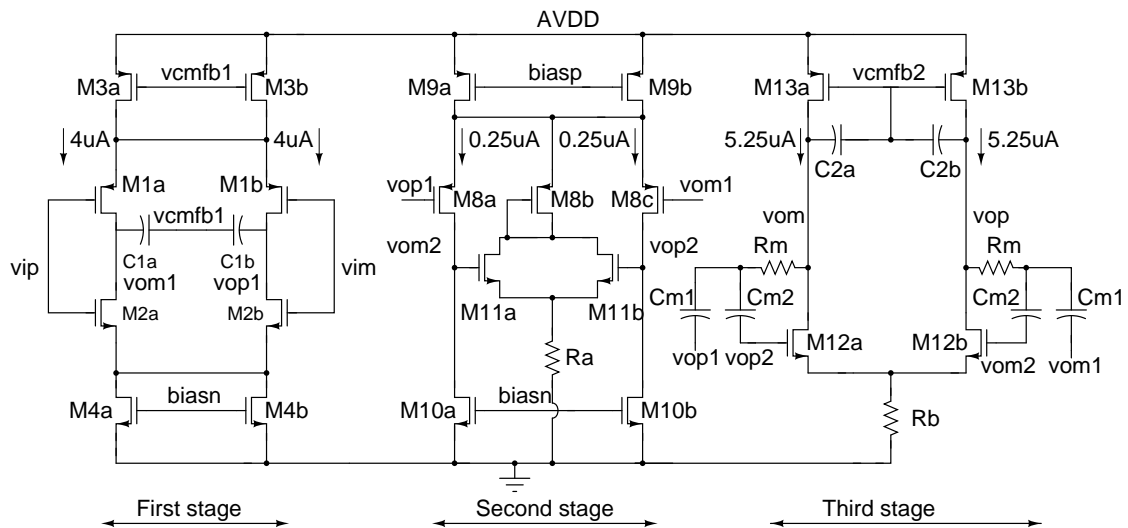 AVDD
M3a
vcmfb1
M3b
M9a
biasp
M9b
M13a
vcmfb2
M13b
4uA
4uA
0.25uA
0.25uA
5.25uA
5.25uA
C2a
C2b
M1a
M1b
vop1
M8a
M8b
M8c
vom1
vcmfb1
C1a
C1b
vip
vim
vom1
vop1
vom2
vop2
vom
vop
Rm
Rm
M2a
M2b
M11a
M11b
Cm1
Cm2
Cm2
Cm1
M12a
M12b
vop1
vop2
vom2
vom1
Ra
M4a
biasn
M4b
M10a
biasn
M10b
Rb
First stage
Second stage
Third stage